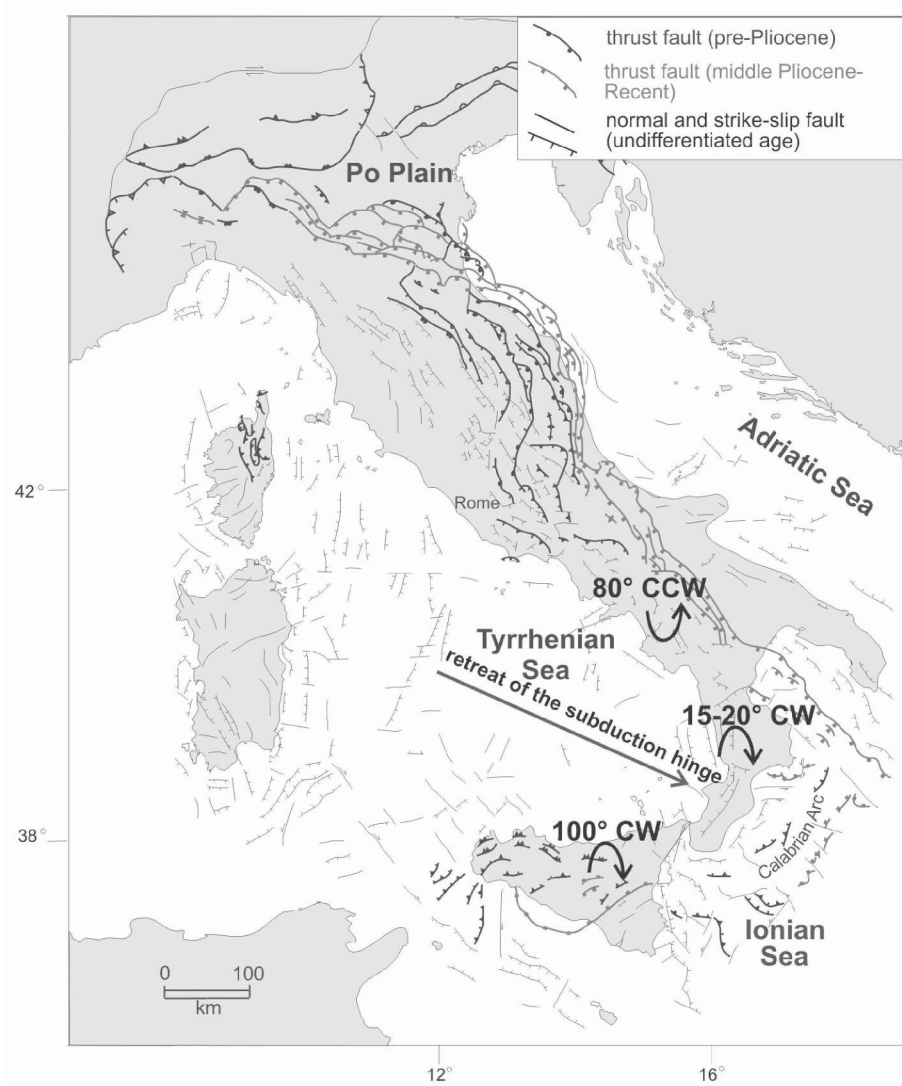 thrust fault (pre-Pliocene)
thrust fault (middle Pliocene-
Recent)
normal and strike-slip fault
(undifferentiated age)
Po Plain
Adriatic Sea
42°
Rome
80° CCW
Tyrrhenian
Sea
retreat of the subduction hinge
15-20° CW
100° CW
38°
Calabrian Arc
Ionian
Sea
0 100
km
12° 16°